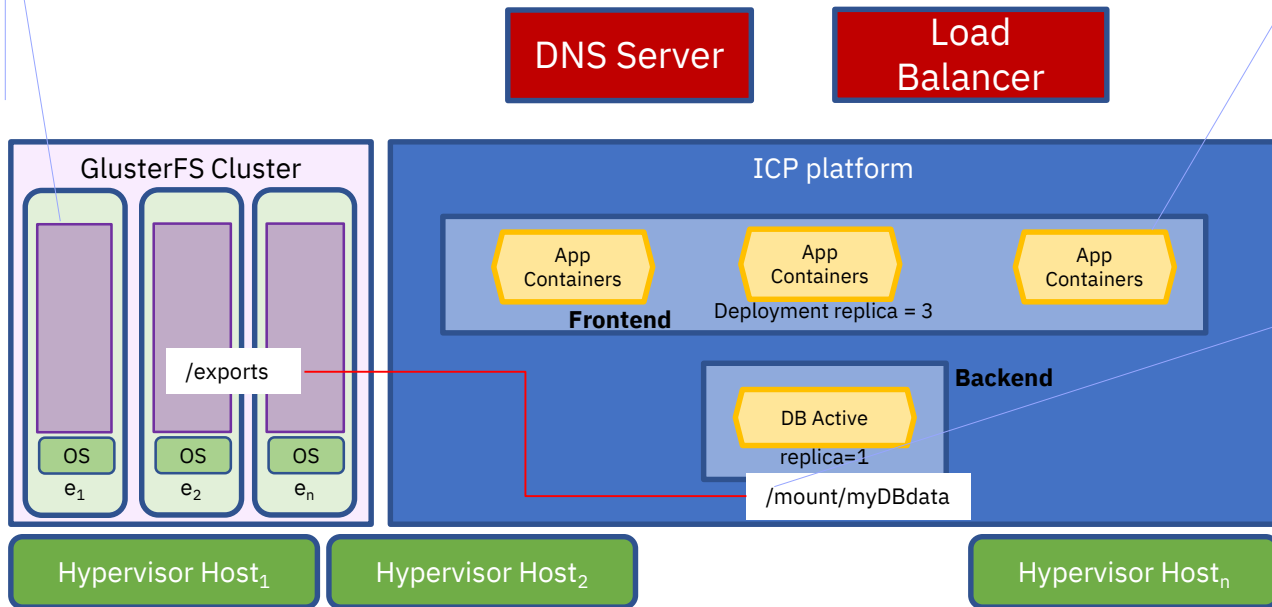 DNS Server
Load
Balancer
GlusterFS Cluster
ICP platform
App
Containers
App
Containers
App
Containers
Frontend
Deployment replica = 3
/exports
Backend
DB Active
replica=1
/mount/myDBdata
OS
OS
OS
e₁
e₂
eₙ
Hypervisor Host₁
Hypervisor Host₂
Hypervisor Hostₙ